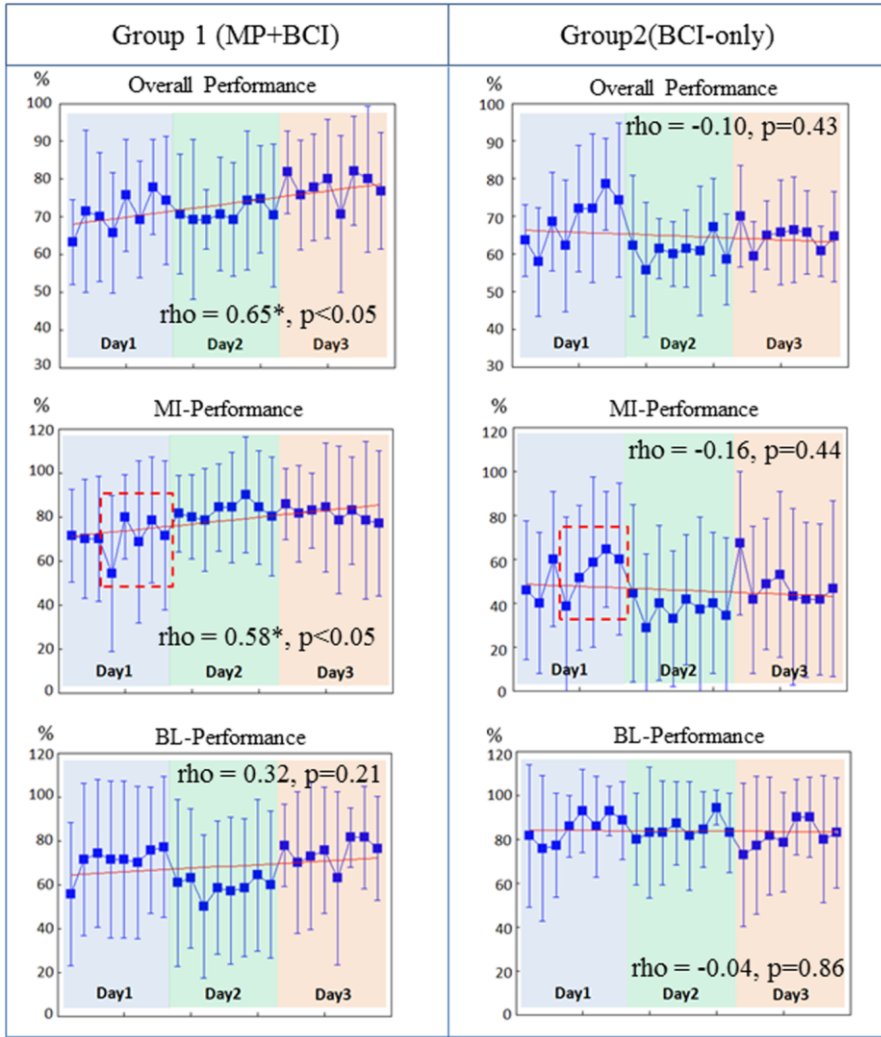 Group 1 (MP+BCI)
Group2(BCI-only)
%
Overall Performance
100
90
80
70
60
50
40
30
rho = 0.65*, p<0.05
Day1
Day2
Day3
%
Overall Performance
100
90
80
70
60
50
40
30
rho = -0.10, p=0.43
Day1
Day2
Day3
%
MI-Performance
120
100
80
60
40
20
0
rho = 0.58*, p<0.05
Day1
Day2
Day3
%
MI-Performance
120
100
80
60
40
20
0
rho = -0.16, p=0.44
Day1
Day2
Day3
%
BL-Performance
120
100
80
60
40
20
0
rho = 0.32, p=0.21
Day1
Day2
Day3
%
BL-Performance
120
100
80
60
40
20
0
rho = -0.04, p=0.86
Day1
Day2
Day3